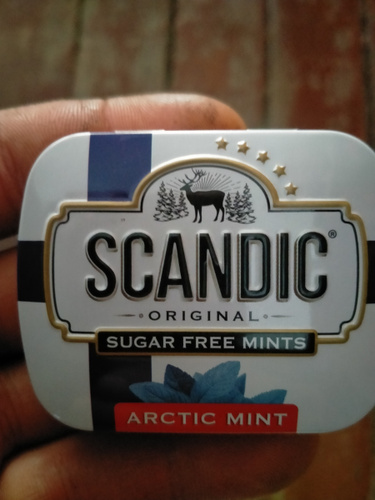 SCANDIC®
ORIGINAL
SUGAR FREE MINTS
ARCTIC MINT